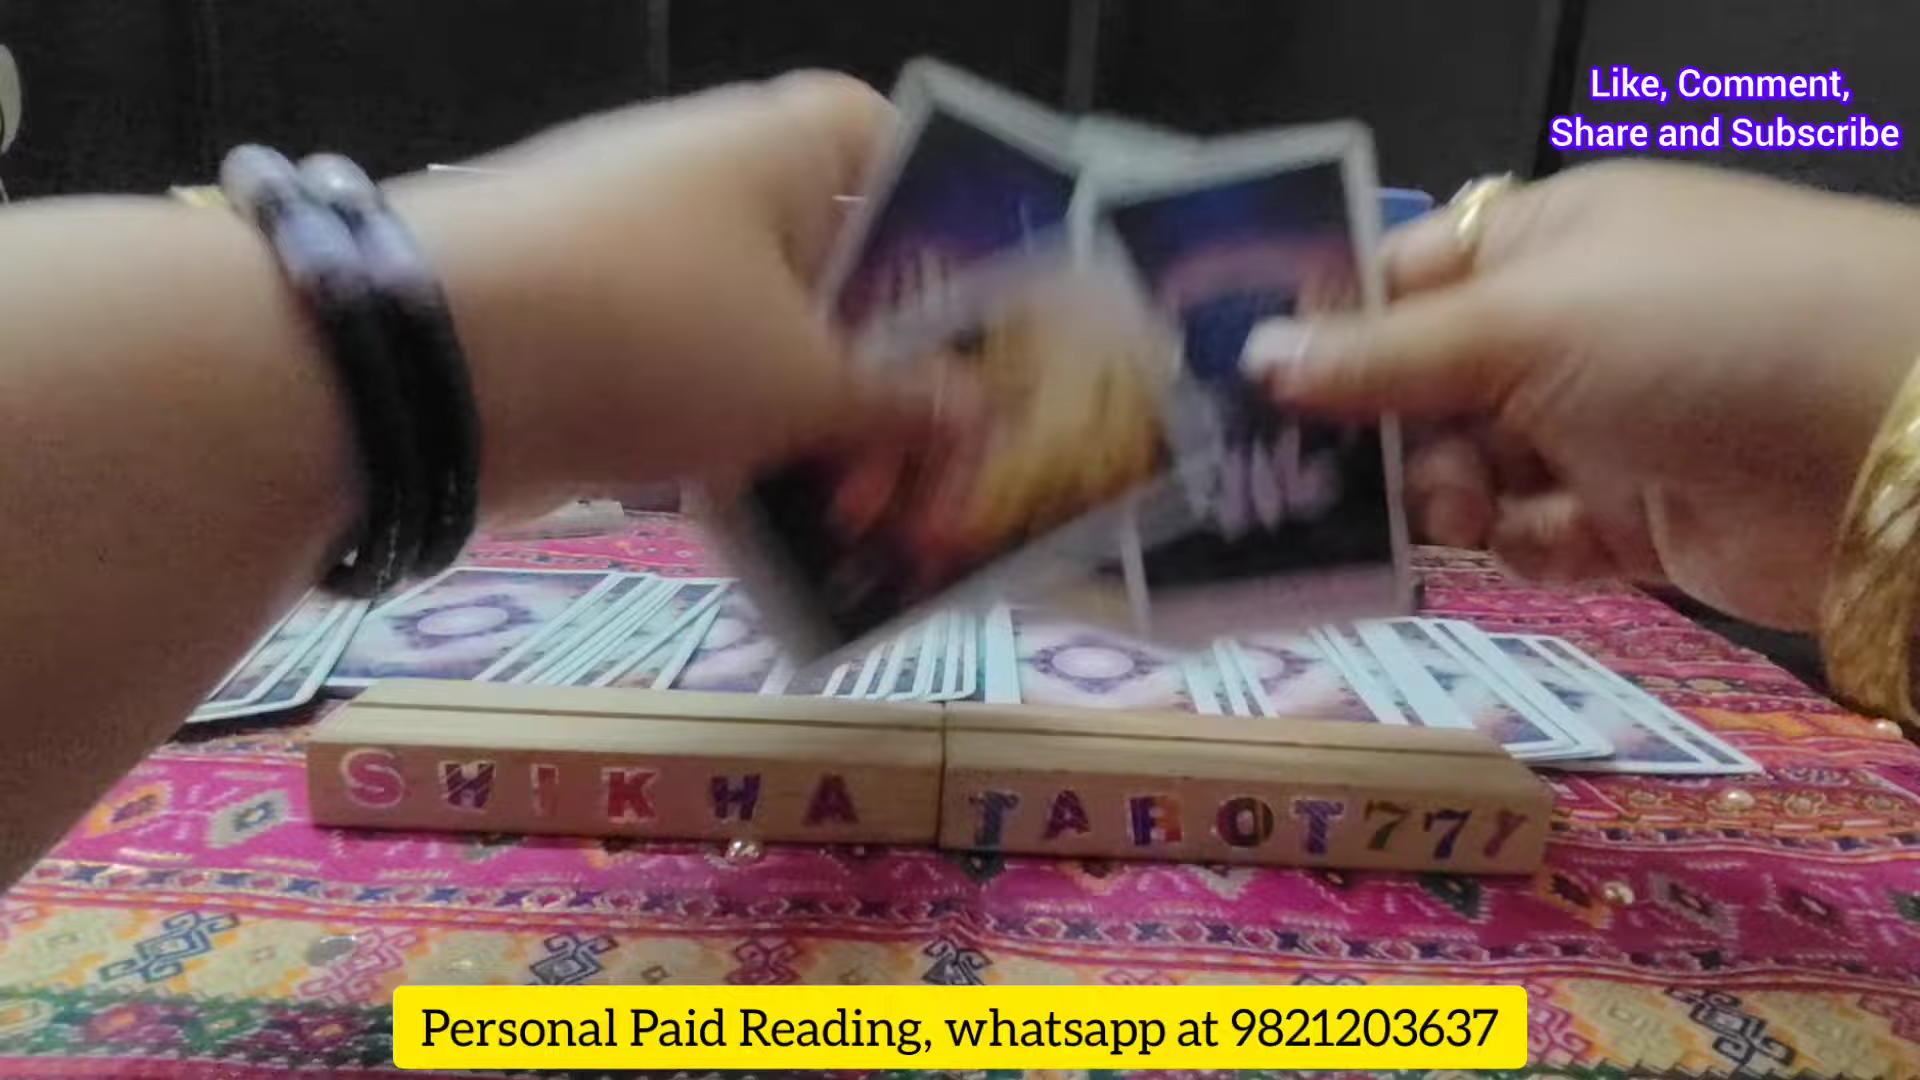 Like, Comment,
Share and Subscribe
SHIKHA TAROT777
Personal Paid Reading, whatsapp at 9821203637